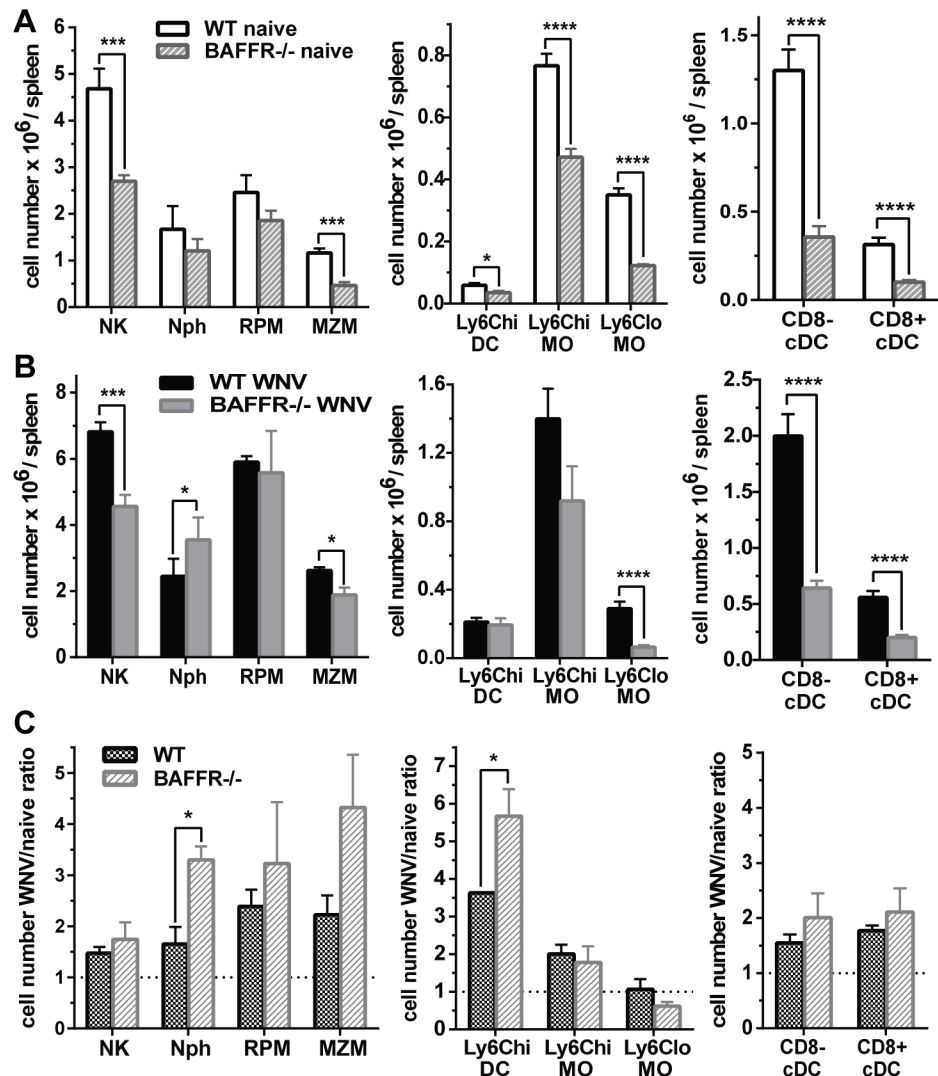 A
WT naive
BAFFR-/- naive
cell number x 10⁶/ spleen
6
5
4
3
2
1
0
***
***
NK
Nph
RPM
MZM
cell number x 10⁶/ spleen
0.8
0.6
0.4
0.2
0.0
*
****
****
Ly6Chi DC
Ly6Chi MO
Ly6Clo MO
cell number x 10⁶ / spleen
1.5
1.0
0.5
0.0
****
****
CD8- cDC
CD8+ cDC
B
WT WNV
BAFFR-/- WNV
cell number x 10⁶/ spleen
8
6
4
2
0
***
*
*
NK
Nph
RPM
MZM
cell number x 10⁶/ spleen
1.6
1.2
0.8
0.4
0.0
****
Ly6Chi DC
Ly6Chi MO
Ly6Clo MO
cell number x 10⁶/ spleen
2.5
2.0
1.5
1.0
0.5
0.0
****
****
CD8- cDC
CD8+ cDC
C
WT
BAFFR-/-
cell number WNV/naive ratio
5
4
3
2
1
0
*
NK
Nph
RPM
MZM
cell number WNV/naive ratio
7
6
5
4
3
2
1
0
*
Ly6Chi DC
Ly6Chi MO
Ly6Clo MO
cell number WNV/naive ratio
5
4
3
2
1
0
CD8- cDC
CD8+ cDC